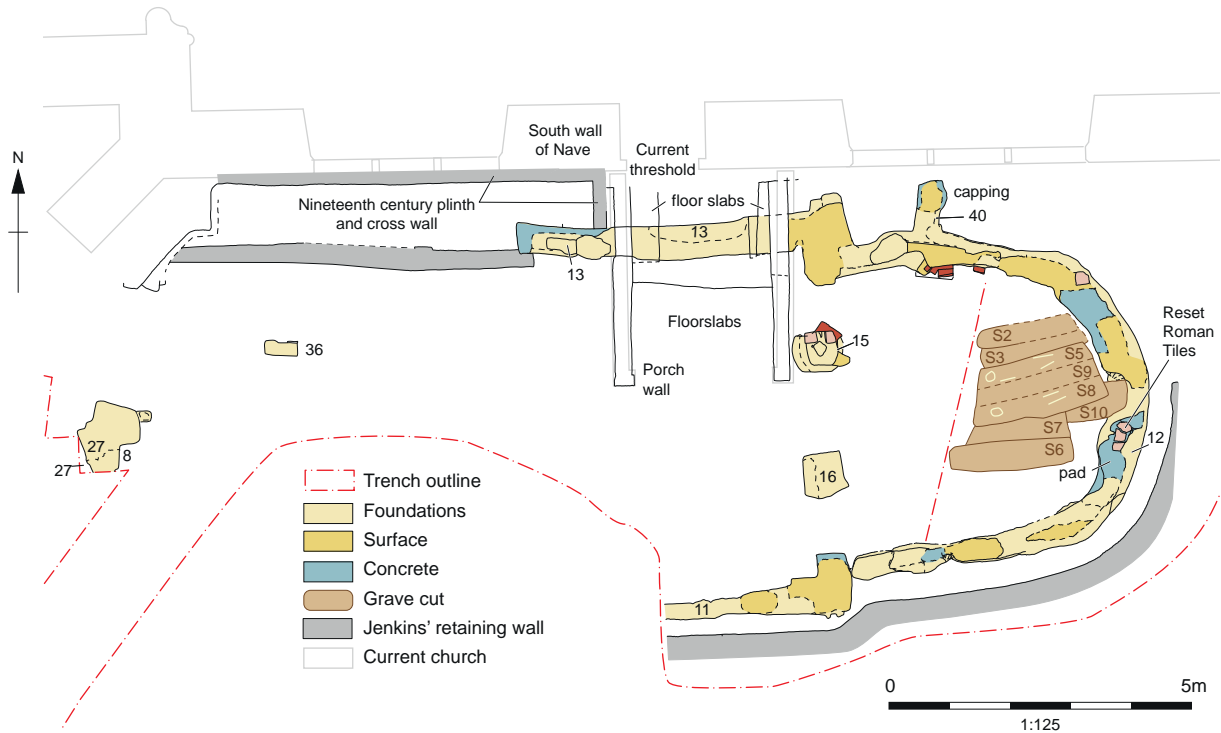 N
South wall
of Nave
Current
threshold
floor slabs
capping
40
Nineteenth century plinth
and cross wall
13
13
Reset
Roman
Tiles
36
Floorslabs
15
Porch
wall
S2
S3
S5
S9
S8
S10
S7
S6
12
pad
27
27
8
16
11
Trench outline
Foundations
Surface
Concrete
Grave cut
Jenkins’ retaining wall
Current church
0
5m
1:125